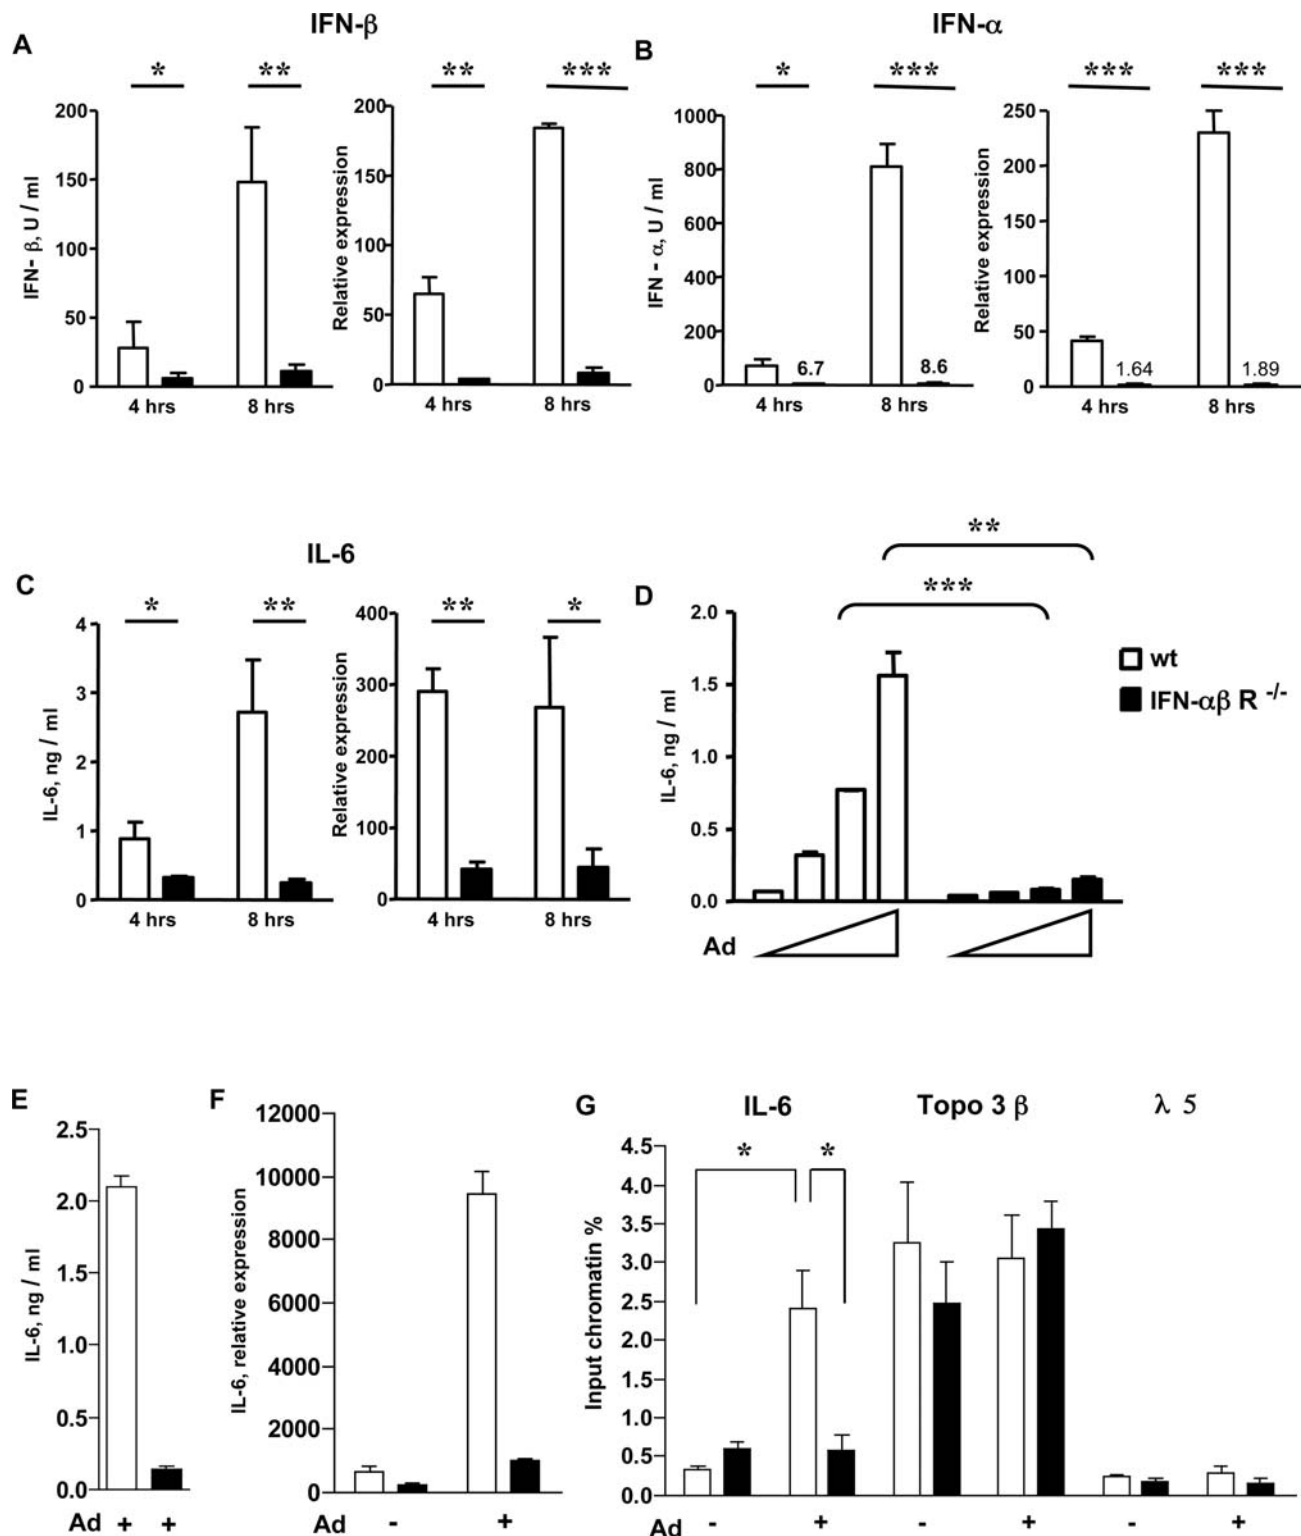 A
IFN-β
* ** ** ***
IFN- β, U / ml
200
150
100
50
0
4 hrs 8 hrs
Relative expression
200
150
100
50
0
4 hrs 8 hrs
B
IFN-α
* *** *** ***
IFN - α, U / ml
1000
800
600
400
200
0
6.7 8.6
4 hrs 8 hrs
Relative expression
250
200
250
200
50
0
1.64 1.89
4 hrs 8 hrs
C
IL-6
* ** ** *
IL-6, ng / ml
4
3
2
1
0
4 hrs 8 hrs
Relative expression
400
300
200
100
0
4 hrs 8 hrs
D
**
***
IL-6, ng / ml
2.0
1.5
1.0
0.5
0.0
Ad
wt
IFN-αβ R -/-
E
IL-6, ng / ml
2.5
2.0
1.5
1.0
0.5
0.0
Ad + +
F
IL-6, relative expression
12000
10000
8000
6000
4000
2000
0
Ad - +
G
IL-6 Topo 3 β λ 5
* *
Input chromatin %
4.5
4.0
3.5
3.0
2.5
2.0
1.5
1.0
0.5
0.0
Ad - + - + - +